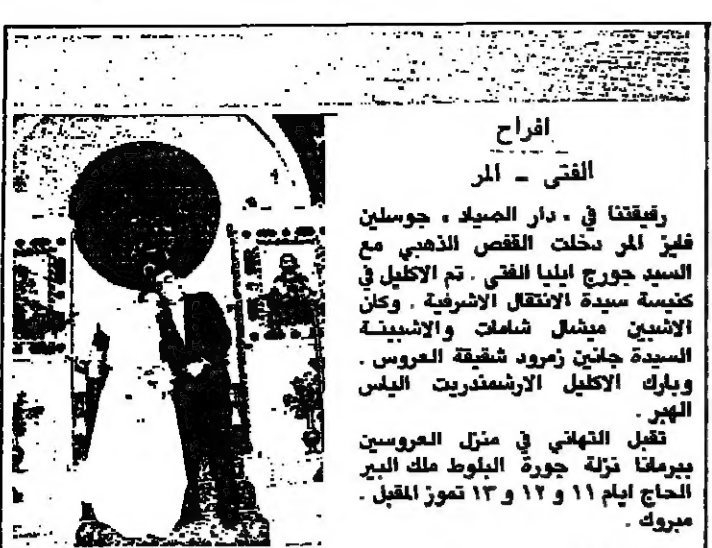 افراح
الفتى - المر
رفيقتنا في « دار الصياد » جوسلين
فليز المر دخلت القفص الذهبي مع
السيد جورج ايليا الفتى . تم الاكليل في
كنيسة سيدة الانتقال الاشرفية . وكان
الاشبين ميشال شامات والاشبينة
السيدة جانين زمرود شقيقة العروس .
وبارك الاكليل الارشمندريت الياس
الهبر .
تقبل التهاني في منزل العروسين
ببرمانا نزلة جورة البلوط ملك البير
الحاج ايام ١١ و ١٢ و ١٣ تموز المقبل .
مبروك .